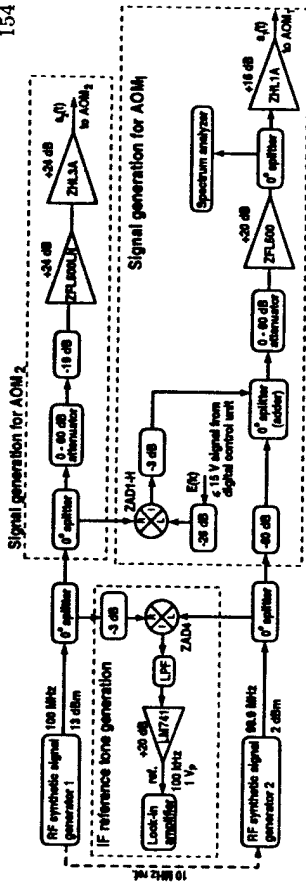 154
Signal generation for AOM2
RF synthetic signal generator 1
100 MHz
13 dBm
0° splitter
0° splitter
0 - 60 dB attenuator
-19 dB
+24 dB
ZFL500LN
+24 dB
ZHL3A
a2(t)
to AOM2
IF reference tone generation
-3 dB
ZAD4
LPF
+20 dB
LM741
ref.
100 kHz
1 Vp
Lock-in amplifier
10 MHz ref.
Signal generation for AOM1
ZAD1-H
R
L
I
-3 dB
E(t)
≤ 15 V signal from
digital control unit
-26 dB
RF synthetic signal generator 2
99.9 MHz
2 dBm
0° splitter
-60 dB
0° splitter
(adder)
0 - 60 dB
attenuator
+20 dB
ZFL500
0° splitter
Spectrum analyzer
+16 dB
ZHL1A
a1(t)
to AOM1